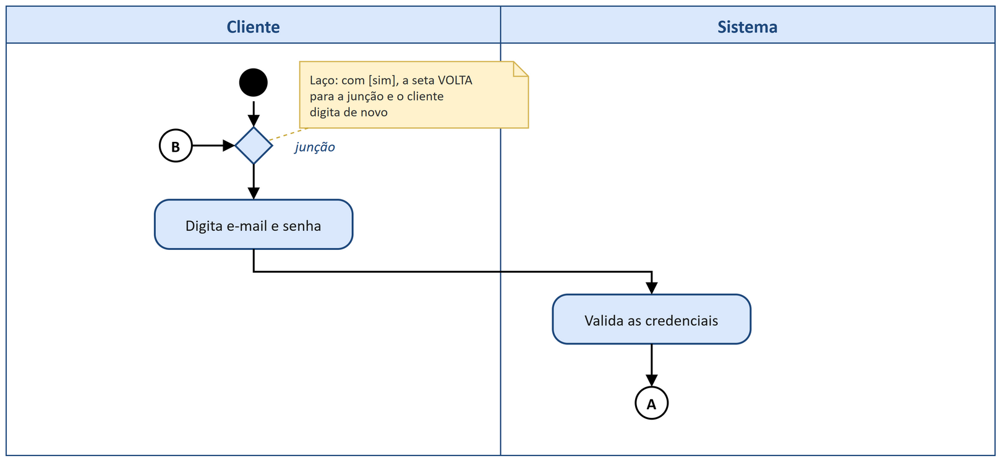 Cliente
Sistema
Laço: com [sim], a seta VOLTA
para a junção e o cliente
digita de novo
B
junção
Digita e-mail e senha
Valida as credenciais
A